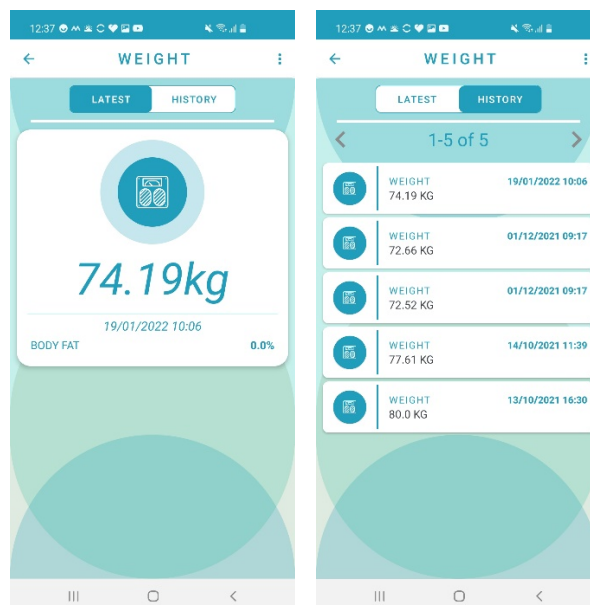 12:37
WEIGHT
LATEST HISTORY
74.19kg
19/01/2022 10:06
BODY FAT 0.0%
12:37
WEIGHT
LATEST HISTORY
1-5 of 5
WEIGHT 19/01/2022 10:06
74.19 KG
WEIGHT 01/12/2021 09:17
72.66 KG
WEIGHT 01/12/2021 09:17
72.52 KG
WEIGHT 14/10/2021 11:39
77.61 KG
WEIGHT 13/10/2021 16:30
80.0 KG